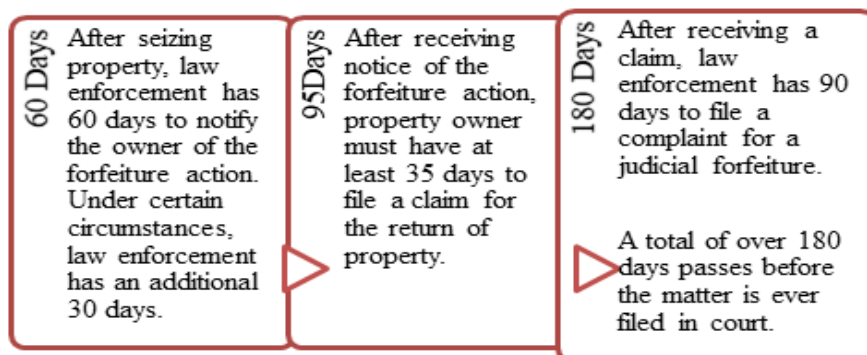 60 Days
After seizing
property, law
enforcement has
60 days to notify
the owner of the
forfeiture action.
Under certain
circumstances,
law enforcement
has an additional
30 days.
95Days
After receiving
notice of the
forfeiture action,
property owner
must have at
least 35 days to
file a claim for
the return of
property.
180 Days
After receiving a
claim, law
enforcement has 90
days to file a
complaint for a
judicial forfeiture.
A total of over 180
days passes before
the matter is ever
filed in court.